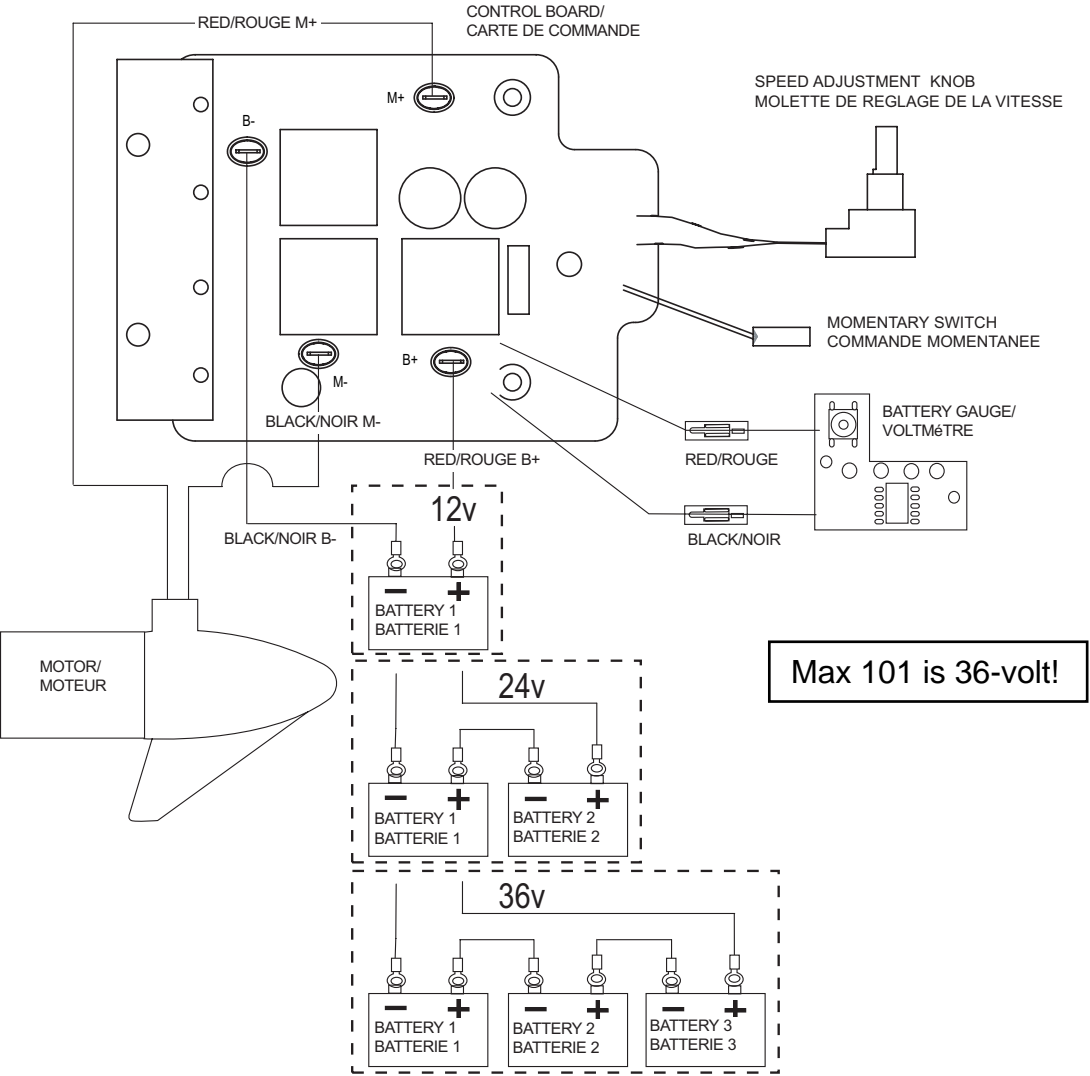 RED/ROUGE M+
CONTROL BOARD/
CARTE DE COMMANDE
SPEED ADJUSTMENT KNOB
MOLETTE DE REGLAGE DE LA VITESSE
M+
B-
MOMENTARY SWITCH
COMMANDE MOMENTANEE
B+
M-
BLACK/NOIR M-
BATTERY GAUGE/
VOLTMéTRE
RED/ROUGE B+
RED/ROUGE
12v
BLACK/NOIR B-
BLACK/NOIR
BATTERY 1
BATTERIE 1
MOTOR/
MOTEUR
Max 101 is 36-volt!
24v
BATTERY 1
BATTERIE 1
BATTERY 2
BATTERIE 2
36v
BATTERY 1
BATTERIE 1
BATTERY 2
BATTERIE 2
BATTERY 3
BATTERIE 3